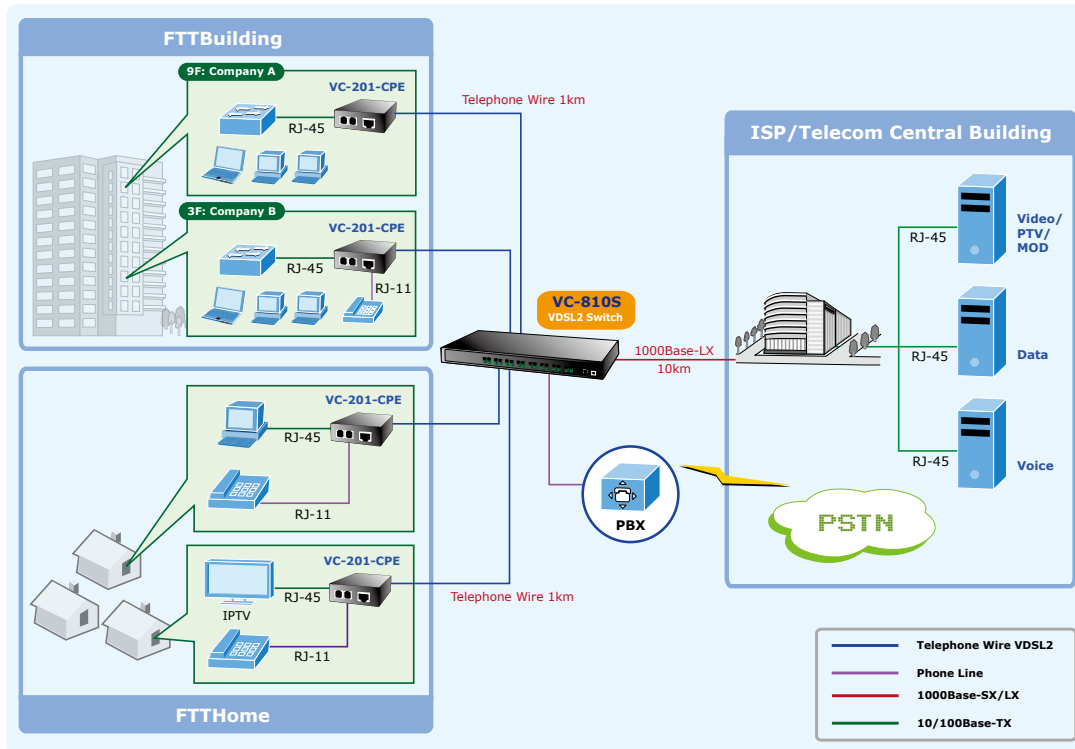 FTTBuilding
9F: Company A
VC-201-CPE
RJ-45
Telephone Wire 1km
3F: Company B
VC-201-CPE
RJ-45
RJ-11
VC-810S
VDSL2 Switch
1000Base-LX
10km
ISP/Telecom Central Building
RJ-45
Video/
PTV/
MOD
RJ-45
Data
RJ-45
Voice
PBX
PSTN
VC-201-CPE
RJ-45
RJ-11
VC-201-CPE
RJ-45
IPTV
RJ-11
Telephone Wire 1km
FTTHome
Telephone Wire VDSL2
Phone Line
1000Base-SX/LX
10/100Base-TX